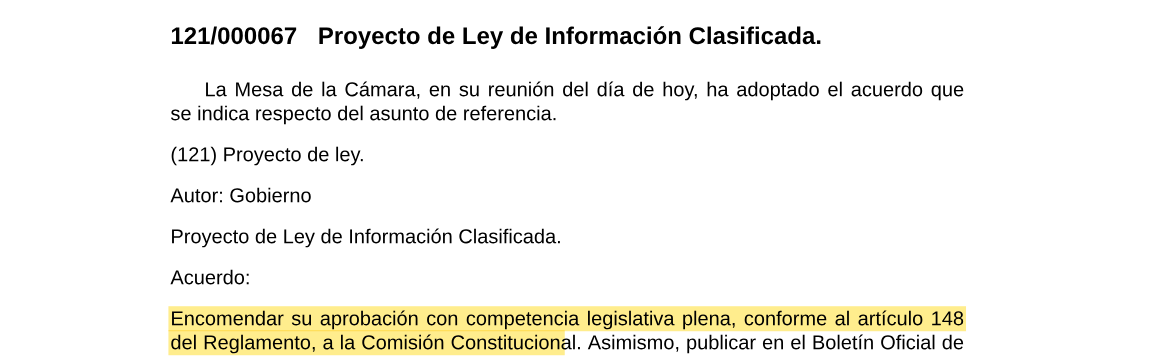 121/000067 Proyecto de Ley de Información Clasificada.
La Mesa de la Cámara, en su reunión del día de hoy, ha adoptado el acuerdo que
se indica respecto del asunto de referencia.
(121) Proyecto de ley.
Autor: Gobierno
Proyecto de Ley de Información Clasificada.
Acuerdo:
Encomendar su aprobación con competencia legislativa plena, conforme al artículo 148
del Reglamento, a la Comisión Constitucional. Asimismo, publicar en el Boletín Oficial de